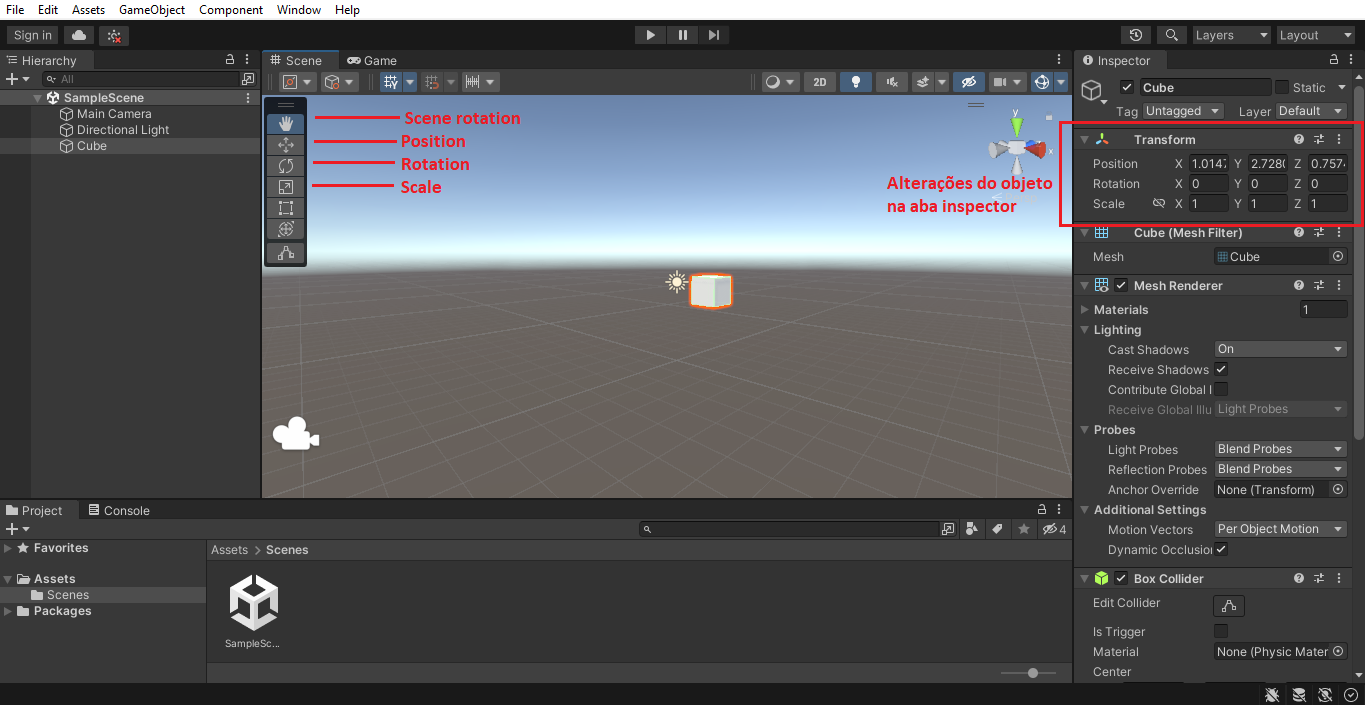 File Edit Assets GameObject Component Window Help
Sign in
Layers
Layout
Hierarchy
All
SampleScene
Main Camera
Directional Light
Cube
Scene
Game
2D
Scene rotation
Position
Rotation
Scale
y
x
Alterações do objeto
na aba inspector
Inspector
Cube
Static
Tag Untagged Layer Default
Transform
Position X 1.0147 Y 2.7280 Z 0.757
Rotation X 0 Y 0 Z 0
Scale X 1 Y 1 Z 1
Cube (Mesh Filter)
Mesh Cube
Mesh Renderer
Materials 1
Lighting
Cast Shadows On
Receive Shadows
Contribute Global I
Receive Global Illu Light Probes
Probes
Light Probes Blend Probes
Reflection Probes Blend Probes
Anchor Override None (Transform)
Additional Settings
Motion Vectors Per Object Motion
Dynamic Occlusion
Box Collider
Edit Collider
Is Trigger
Material None (Physic Mater
Center
Project
Console
4
Favorites
Assets
Scenes
Packages
Assets > Scenes
SampleSc...